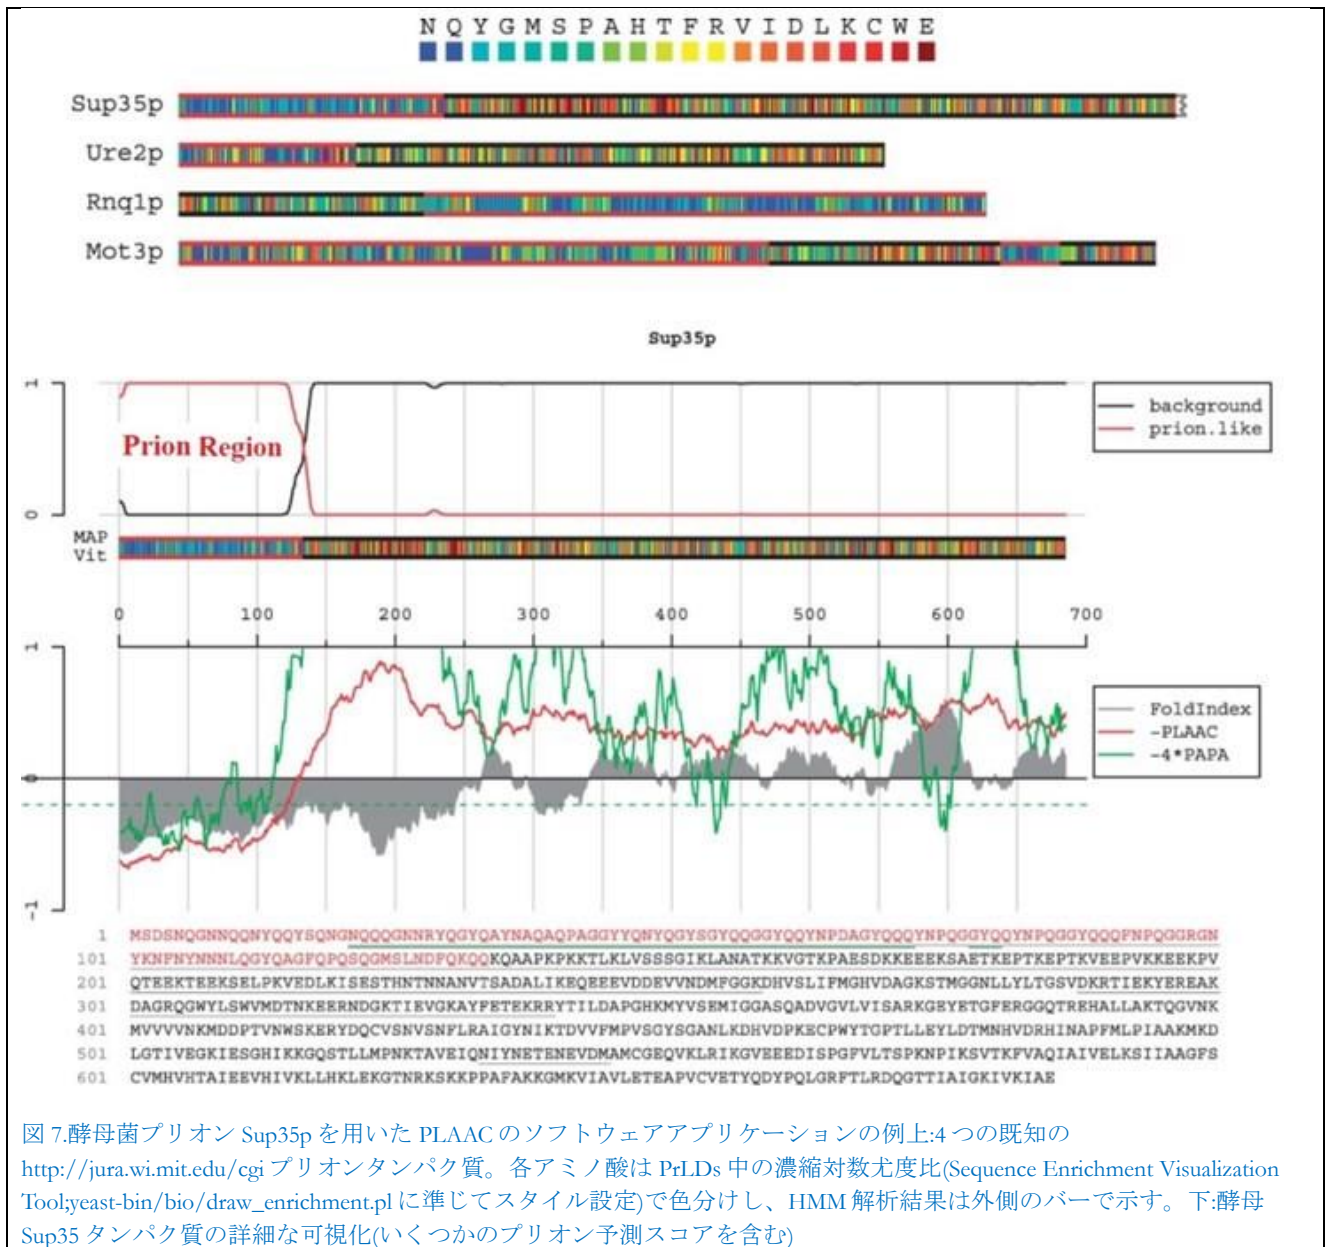 N Q Y G M S P A H T F R V I D L K C W E
Sup35p
Ure2p
Rnq1p
Mot3p
Sup35p
1
0
Prion Region
background
prion.like
MAP
Vit
0 100 200 300 400 500 600 700
1
0
-1
FoldIndex
-PLAAC
-4*PAPA
1 MSDSNQGNNQQNYQQYSQNGNQQQGNNRYQGYQAYNAQAQPAGGYYQNYQGYSGYQQGGYQQYNPDAGYQQQYNPQGGYQQYNPQGGYQQQFNPQGGRGN
101 YKNFNYNNNLQGYQAGFQPQSQGMSLNDFQKQQKQAAPKPKKTLKLVSSSGIKLANATKKVGTKPAESDKKEEEKSAETKEPTKEPTKVEEPVKKEEKPV
201 QTEEKTEEKSELPKVEDLKISESTHNTNNANVTSADALIKEQEEEVDDEVVNDMFGGKDHVSLIFMGHVDAGKSTMGGNLLYLTGSVDKRTIEKYEREAK
301 DAGRQGWYLSWVMDTNKEERNDGKTIEVGKAYFETEKRRYTILDAPGHKMYVSEMIGGASQADVGVLVISARKGEYETGFERGGQTREHALLAKTQGVNK
401 MVVVVNKMDDPTVNWSKERYDQCVSNVSNFLRAIGYNIKTDVVFMPVSGYSGANLKDHVDPKECPWYTGPTLLEYLDTMNHVDRHINAPFMLPIAAKMKD
501 LGTIVEGKIESGHIKKGQSTLLMPNKTAVEIQNIYNETENEVDMAMCGEQVKLRIKGVEEEDISPGFVLTSPKNPIKSVTKFVAQIAIVELKSIIAAGFS
601 CVMHVHTAIEEVHIVKLLHKLEKGTNRKSKKPPAFAKKGMKVIAVLETEAPVCVETYQDYPQLGRFTLRDQGTTIAIGKIVKIAE
図 7.酵母菌プリオン Sup35p を用いた PLAAC のソフトウェアアプリケーションの例上:4 つの既知の
http://jura.wi.mit.edu/cgi プリオンタンパク質。各アミノ酸は PrLDs 中の濃縮対数尤度比(Sequence Enrichment Visualization
Tool;yeast-bin/bio/draw_enrichment.pl に準じてスタイル設定)で色分けし、HMM 解析結果は外側のバーで示す。下:酵母
Sup35 タンパク質の詳細な可視化(いくつかのプリオン予測スコアを含む)